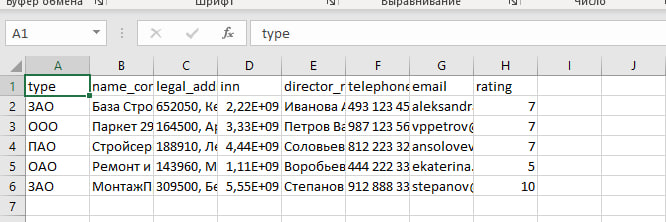 Буфер обмена Шрифт Выравнивание Число
A1 type
A B C D E F G H I J
1 type name_con legal_add inn director_r telephone email rating
2 ЗАО База Стро 652050, Ке 2,22E+09 Иванова А 493 123 45 aleksandra 7
3 ООО Паркет 29 164500, Ар 3,33E+09 Петров Ва 987 123 56 vppetrov@ 7
4 ПАО Стройсер 188910, Ле 4,44E+09 Соловьев 812 223 32 ansolovev 7
5 ОАО Ремонт и 143960, М 1,11E+09 Воробьев 444 222 33 ekaterina. 5
6 ЗАО МонтажП 309500, Бе 5,55E+09 Степанов 912 888 33 stepanov@ 10
7